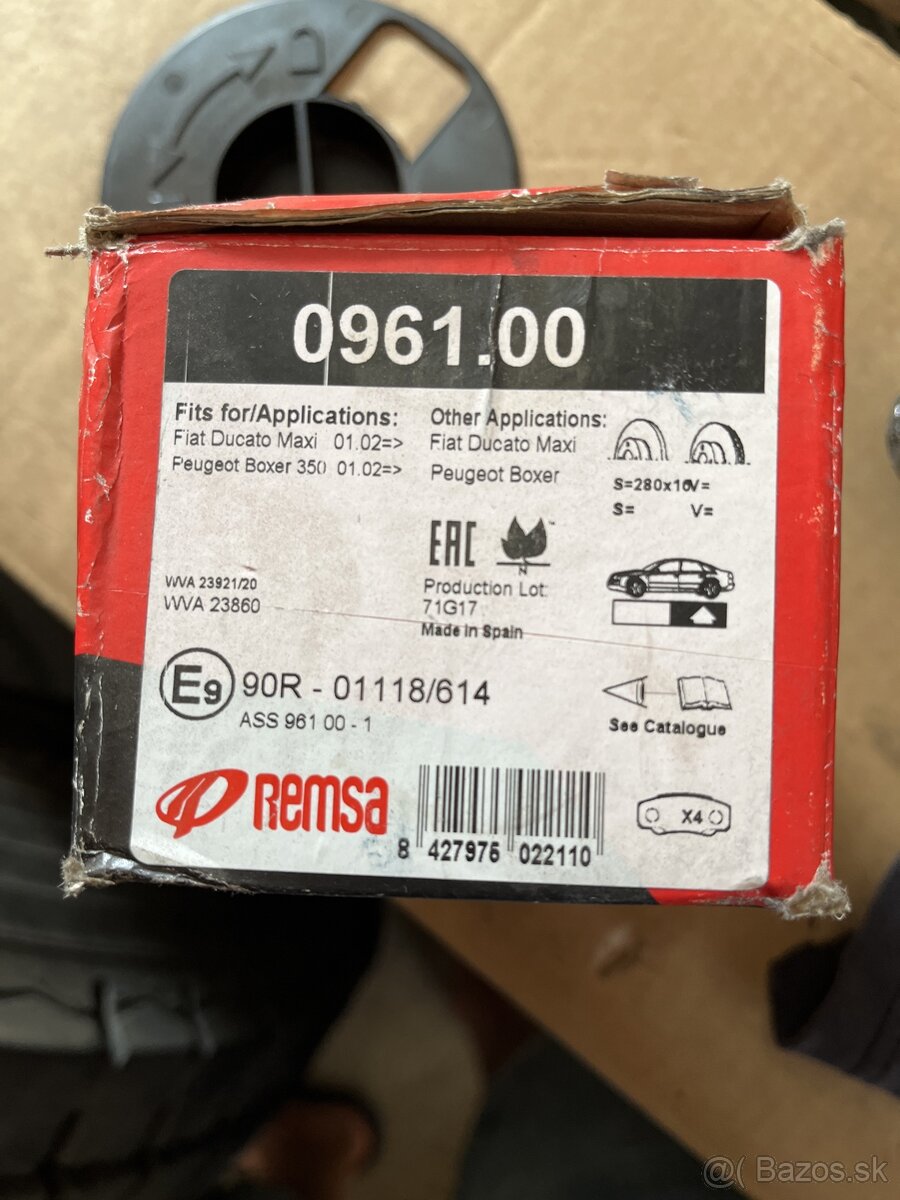 0961.00
Fits for/Applications:
Fiat Ducato Maxi 01.02=>
Peugeot Boxer 350 01.02=>
Other Applications:
Fiat Ducato Maxi
Peugeot Boxer
S=280x16 V=
S= V=
EAC
N
WVA 23921/20
WVA 23860
Production Lot:
71G17
Made in Spain
E9 90R - 01118/614
ASS 961 00 - 1
See Catalogue
Remsa
X4
8 427976 022110
@( Bazos.sk